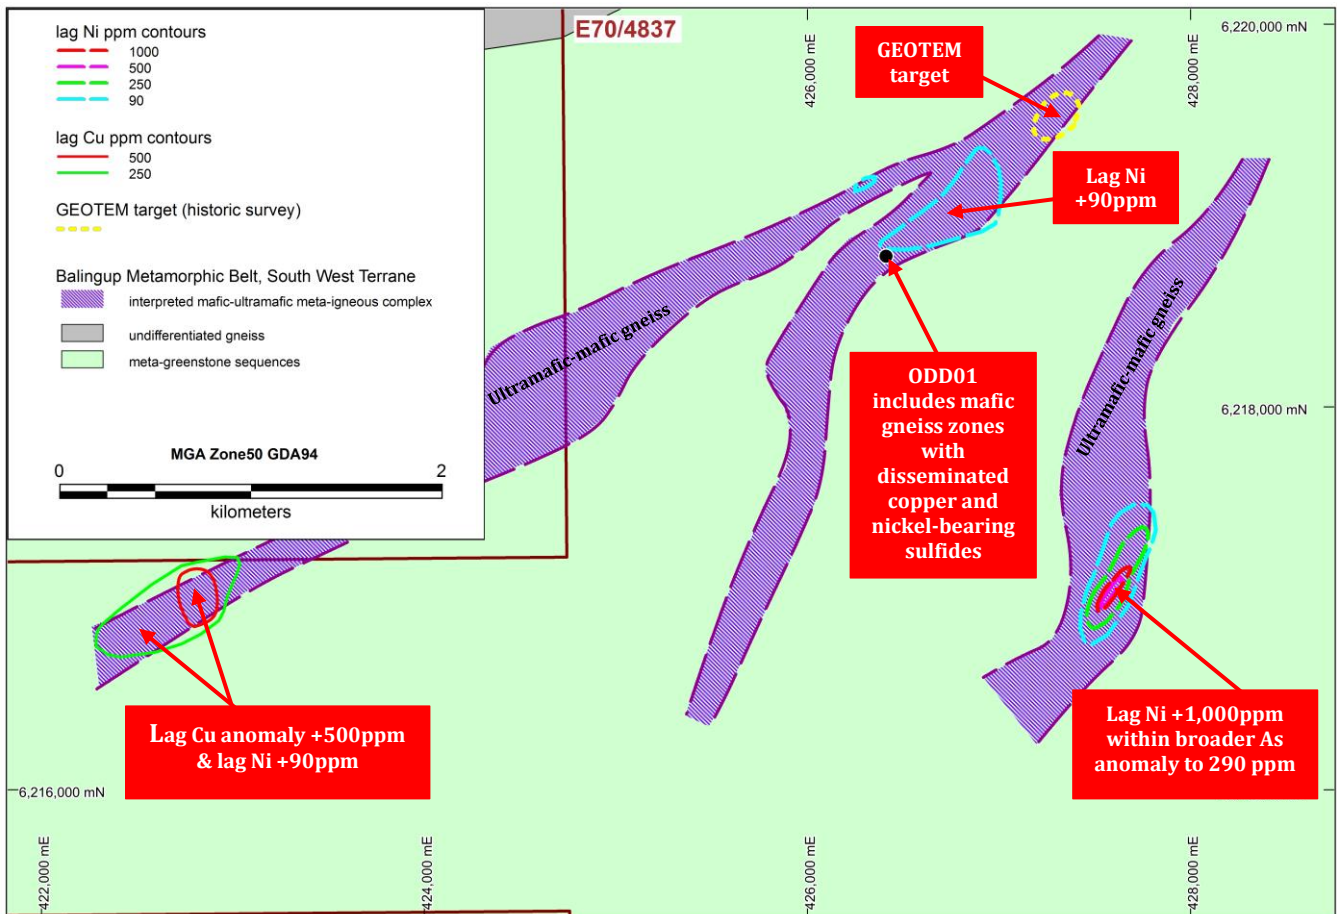 lag Ni ppm contours
1000
500
250
90
lag Cu ppm contours
500
250
GEOTEM target (historic survey)
Balingup Metamorphic Belt, South West Terrane
interpreted mafic-ultramafic meta-igneous complex
undifferentiated gneiss
meta-greenstone sequences
MGA Zone50 GDA94
0
2
kilometers
E70/4837
426,000 mE
428,000 mE
6,220,000 mN
GEOTEM
target
Lag Ni
+90ppm
Ultramafic-mafic gneiss
Ultramafic-mafic gneiss
6,218,000 mN
ODD01
includes mafic
gneiss zones
with
disseminated
copper and
nickel-bearing
sulfides
Lag Cu anomaly +500ppm
& lag Ni +90ppm
Lag Ni +1,000ppm
within broader As
anomaly to 290 ppm
6,216,000 mN
422,000 mE
424,000 mE
426,000 mE
428,000 mE